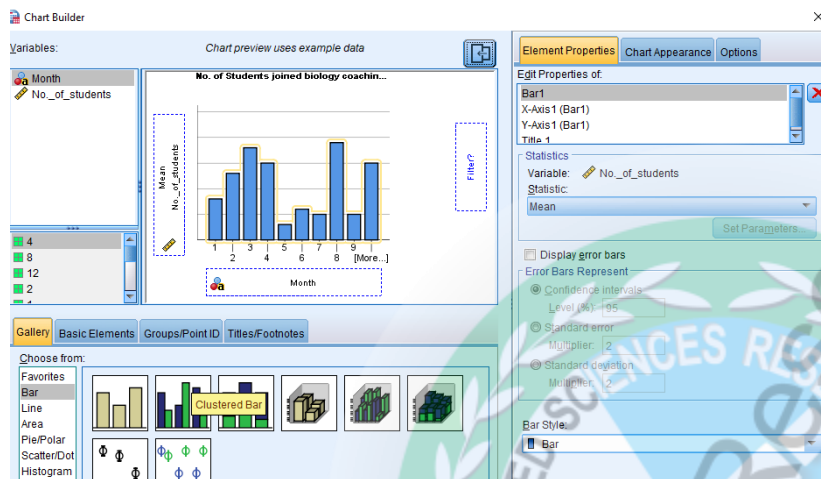 Chart Builder
Variables:
Chart preview uses example data
Month
No._of_students
No. of Students joined biology coachin...
Mean
No._of_students
1 2 3 4 5 6 7 8 9 [More...]
Month
Filter?
4
8
12
2
Gallery
Basic Elements
Groups/Point ID
Titles/Footnotes
Choose from:
Favorites
Bar
Line
Area
Pie/Polar
Scatter/Dot
Histogram
Clustered Bar
Element Properties
Chart Appearance
Options
Edit Properties of:
Bar1
X-Axis1 (Bar1)
Y-Axis1 (Bar1)
Title 1
Statistics
Variable: No._of_students
Statistic:
Mean
Set Parameters...
Display error bars
Error Bars Represent
Confidence intervals
Level (%): 95
Standard error
Multiplier: 2
Standard deviation
Multiplier: 2
Bar Style:
Bar
SCIENCES